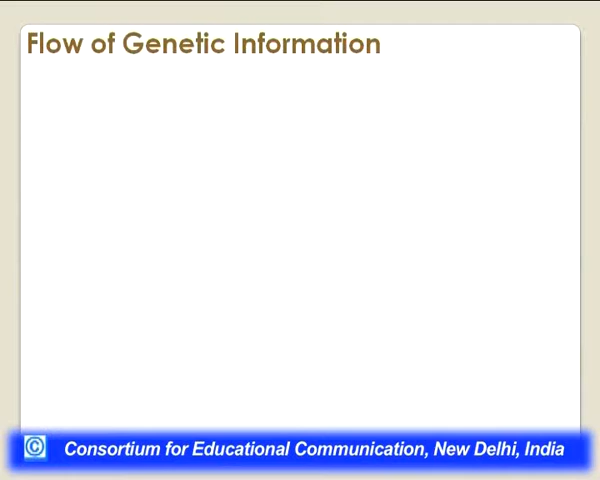 Flow of Genetic Information
© Consortium for Educational Communication, New Delhi, India